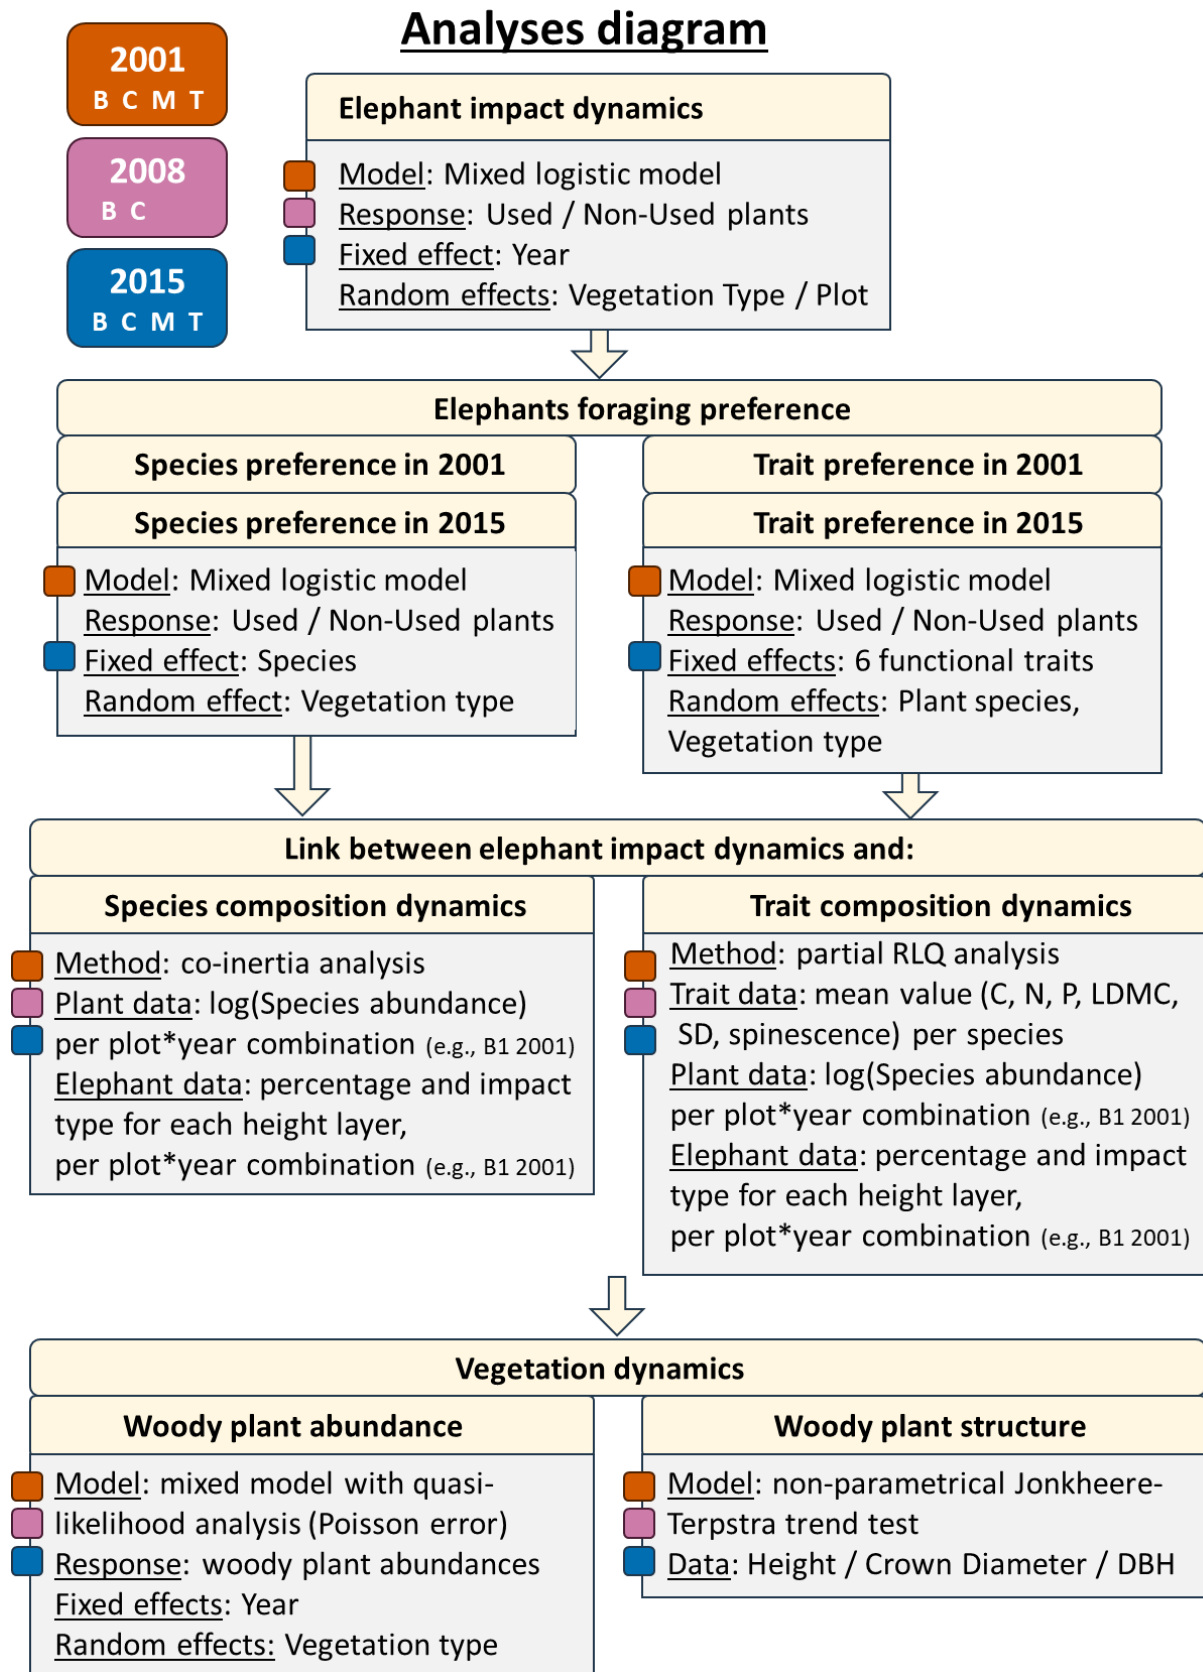 Analyses diagram
2001
B C M T
2008
B C
2015
B C M T
Elephant impact dynamics
Model: Mixed logistic model
Response: Used / Non-Used plants
Fixed effect: Year
Random effects: Vegetation Type / Plot
Elephants foraging preference
Species preference in 2001
Species preference in 2015
Model: Mixed logistic model
Response: Used / Non-Used plants
Fixed effect: Species
Random effect: Vegetation type
Trait preference in 2001
Trait preference in 2015
Model: Mixed logistic model
Response: Used / Non-Used plants
Fixed effects: 6 functional traits
Random effects: Plant species,
Vegetation type
Link between elephant impact dynamics and:
Species composition dynamics
Method: co-inertia analysis
Plant data: log(Species abundance)
per plot*year combination (e.g., B1 2001)
Elephant data: percentage and impact
type for each height layer,
per plot*year combination (e.g., B1 2001)
Trait composition dynamics
Method: partial RLQ analysis
Trait data: mean value (C, N, P, LDMC,
SD, spinescence) per species
Plant data: log(Species abundance)
per plot*year combination (e.g., B1 2001)
Elephant data: percentage and impact
type for each height layer,
per plot*year combination (e.g., B1 2001)
Vegetation dynamics
Woody plant abundance
Model: mixed model with quasi-
likelihood analysis (Poisson error)
Response: woody plant abundances
Fixed effects: Year
Random effects: Vegetation type
Woody plant structure
Model: non-parametrical Jonkheere-
Terpstra trend test
Data: Height / Crown Diameter / DBH